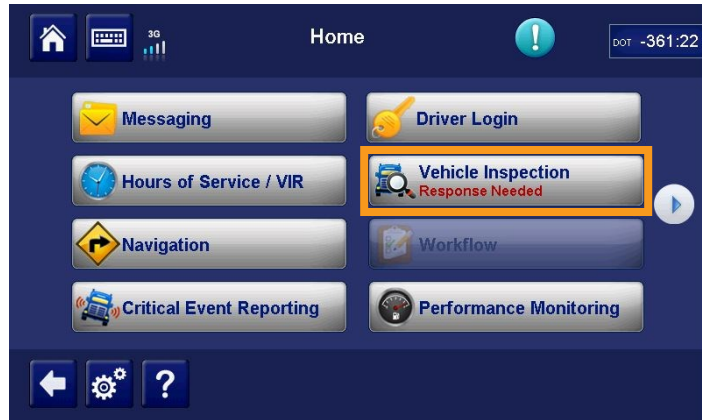 3G
Home
!
DOT -361:22
Messaging
Driver Login
Hours of Service / VIR
Vehicle Inspection
Response Needed
Navigation
Workflow
Critical Event Reporting
Performance Monitoring
?